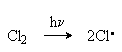 Cl₂ —hν→ 2Cl•